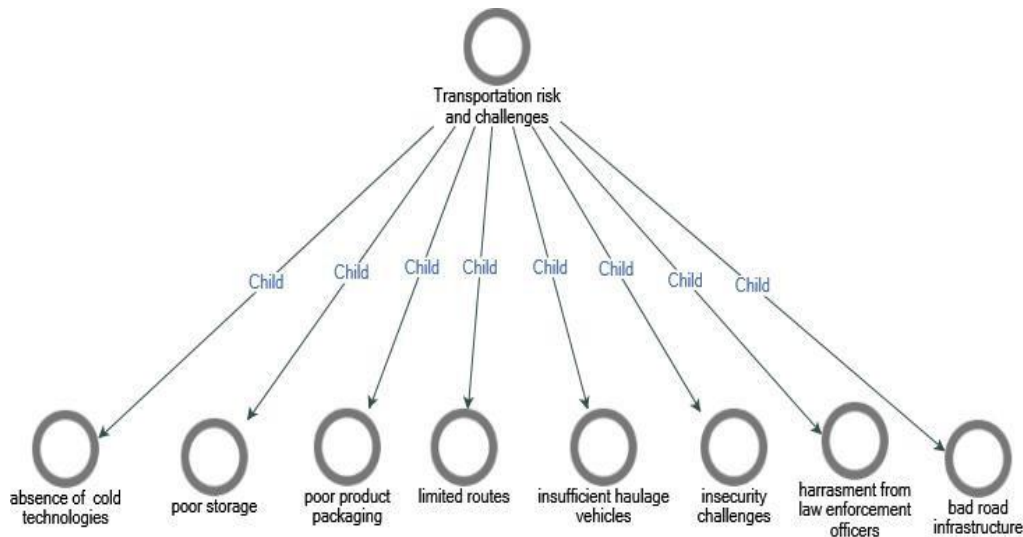 Transportation risk
and challenges
Child
Child
Child
Child
Child
Child
Child
Child
absence of cold
technologies
poor storage
poor product
packaging
limited routes
insufficient haulage
vehicles
insecurity
challenges
harrasment from
law enforcement
officers
bad road
infrastructure